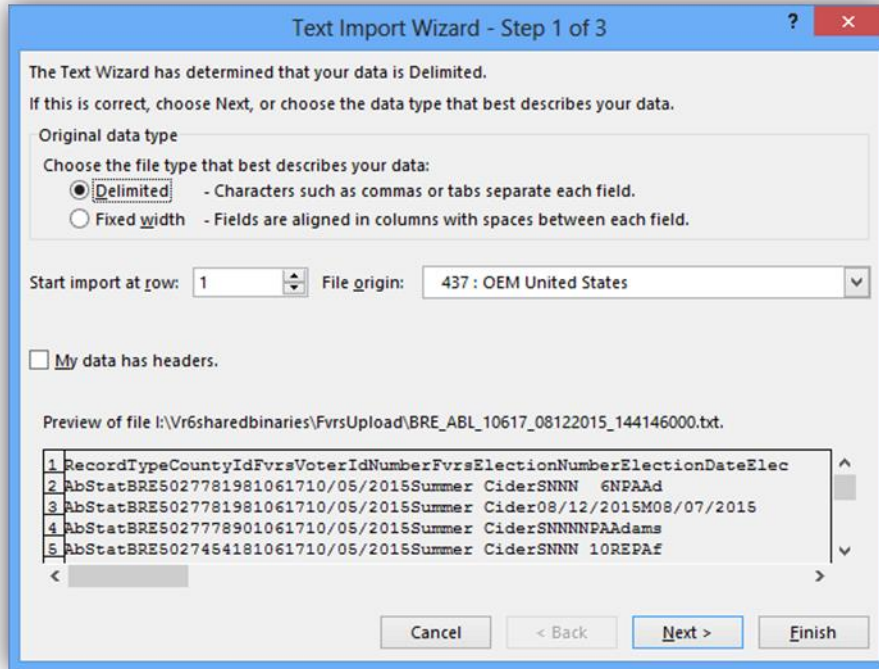 Text Import Wizard - Step 1 of 3
?
The Text Wizard has determined that your data is Delimited.
If this is correct, choose Next, or choose the data type that best describes your data.
Original data type
Choose the file type that best describes your data:
Delimited - Characters such as commas or tabs separate each field.
Fixed width - Fields are aligned in columns with spaces between each field.
Start import at row: 1 File origin: 437 : OEM United States
My data has headers.
Preview of file I:\Vr6sharedbinaries\FvrsUpload\BRE_ABL_10617_08122015_144146000.txt.
1 RecordTypeCountyIdFvrsVoterIdNumberFvrsElectionNumberElectionDateElec
2 AbStatBRE5027781981061710/05/2015Summer CiderSNNN  6NPAAd
3 AbStatBRE5027781981061710/05/2015Summer Cider08/12/2015M08/07/2015
4 AbStatBRE5027778901061710/05/2015Summer CiderSNNNNPAAdams
5 AbStatBRE5027454181061710/05/2015Summer CiderSNNN 10REPAf
Cancel < Back Next > Finish